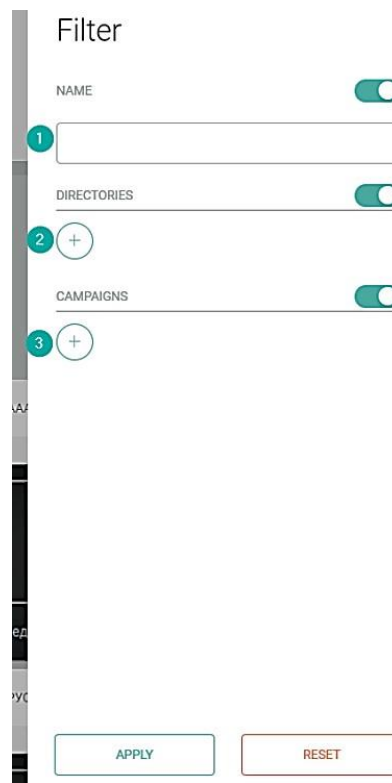 Filter
NAME
1
DIRECTORIES
2 +
CAMPAIGNS
3 +
APPLY RESET